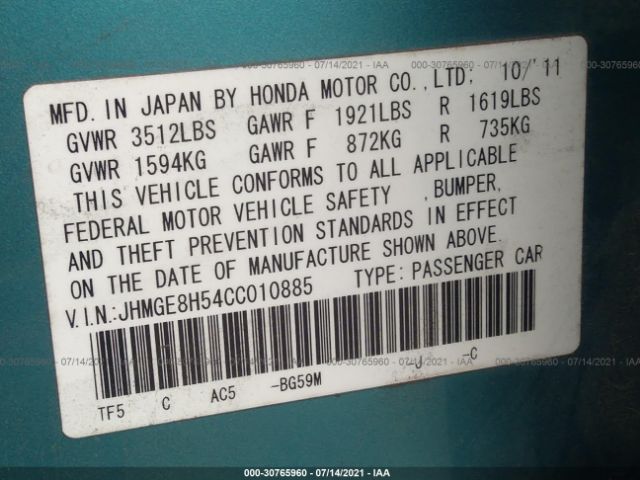 MFD. IN JAPAN BY HONDA MOTOR CO., LTD; 10/'11
GVWR 3512LBS GAWR F 1921LBS R 1619LBS
GVWR 1594KG GAWR F 872KG R 735KG
THIS VEHICLE CONFORMS TO ALL APPLICABLE
FEDERAL MOTOR VEHICLE SAFETY ,BUMPER,
AND THEFT PREVENTION STANDARDS IN EFFECT
ON THE DATE OF MANUFACTURE SHOWN ABOVE.
V.I.N.:JHMGE8H54CC010885 TYPE: PASSENGER CAR
TF5 C AC5 -BG59M -J -C
000-30765960 - 07/14/2021 - IAA